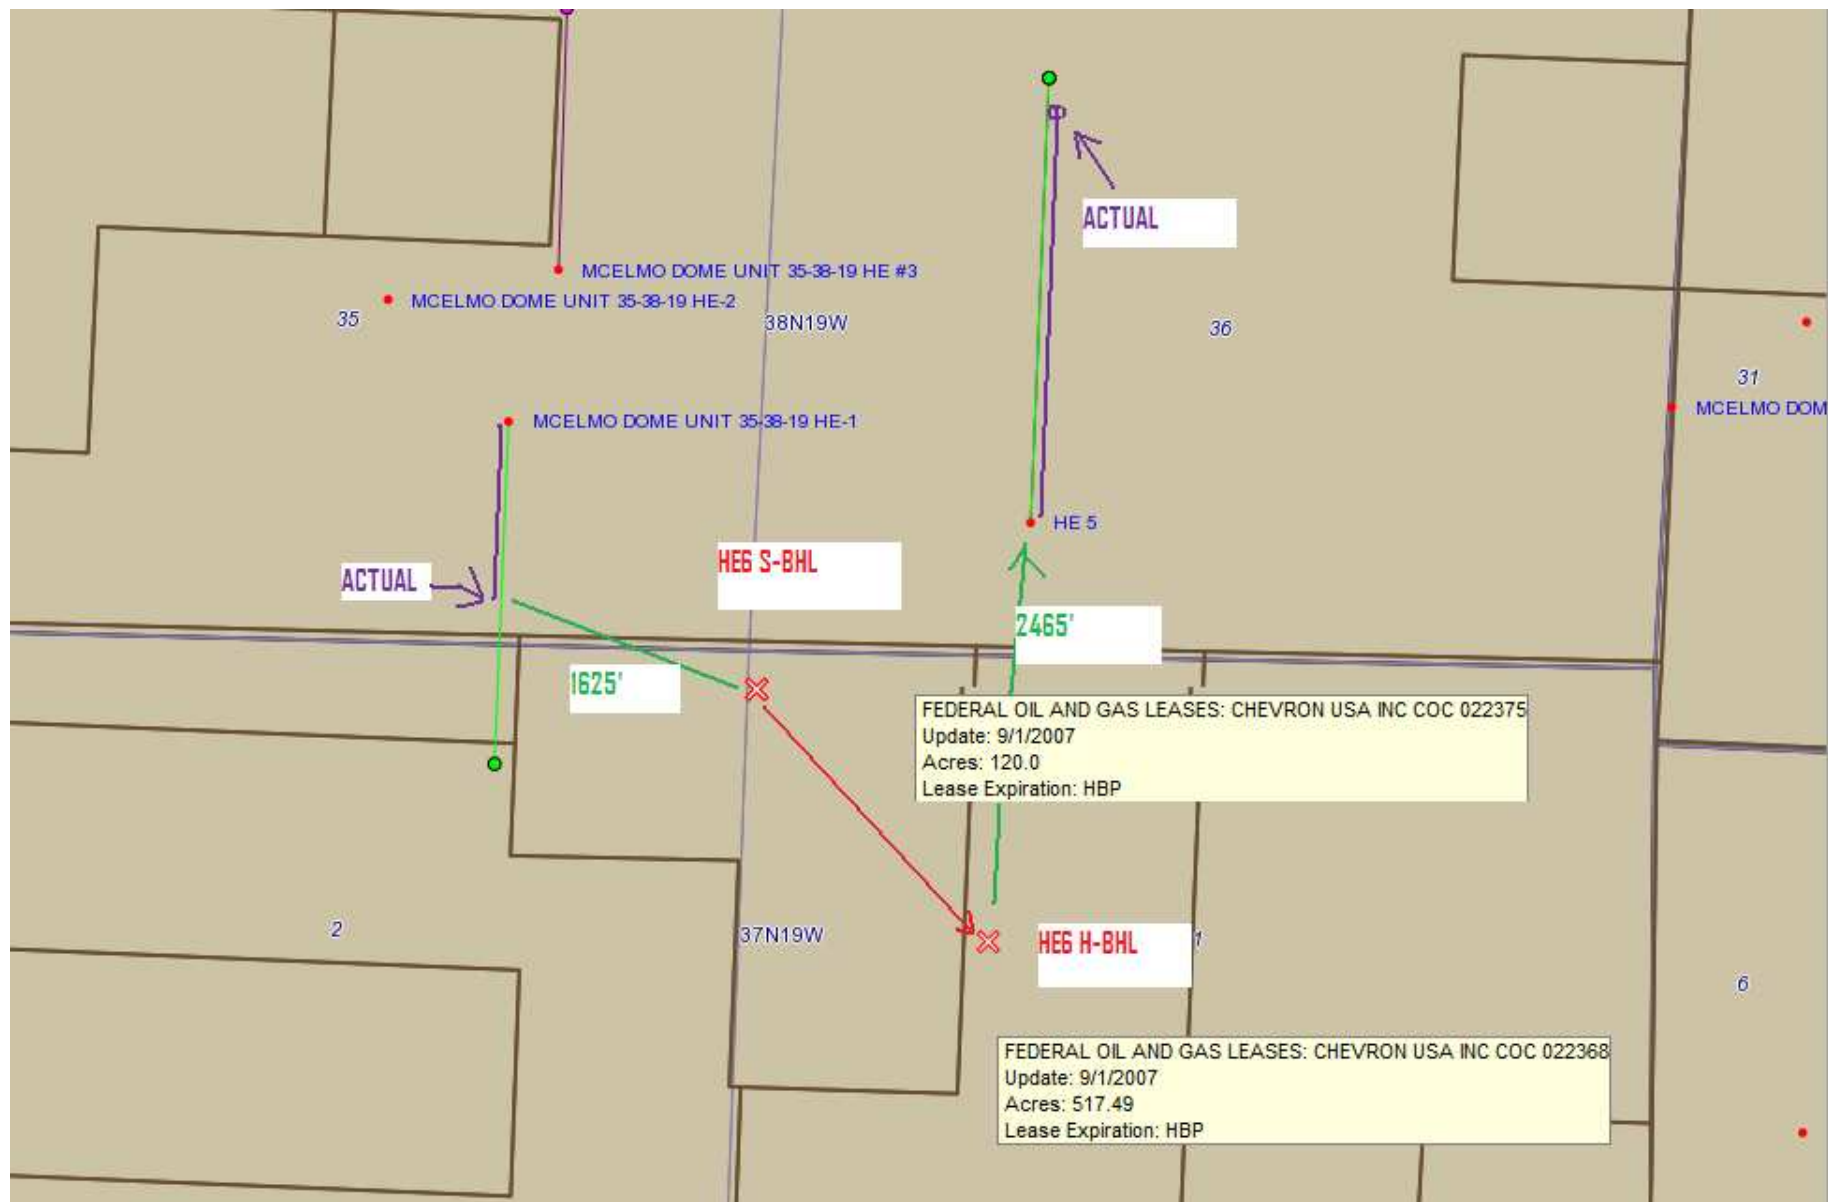 MCELMO DOME UNIT 35-38-19 HE #3
MCELMO DOME UNIT 35-38-19 HE-2
35
38N19W
36
ACTUAL
31
MCELMO DOM
MCELMO DOME UNIT 35-38-19 HE-1
HE 5
HE6 S-BHL
ACTUAL
2465'
1625'
FEDERAL OIL AND GAS LEASES: CHEVRON USA INC COC 022375
Update: 9/1/2007
Acres: 120.0
Lease Expiration: HBP
2
37N19W
HE6 H-BHL
1
6
FEDERAL OIL AND GAS LEASES: CHEVRON USA INC COC 022368
Update: 9/1/2007
Acres: 517.49
Lease Expiration: HBP